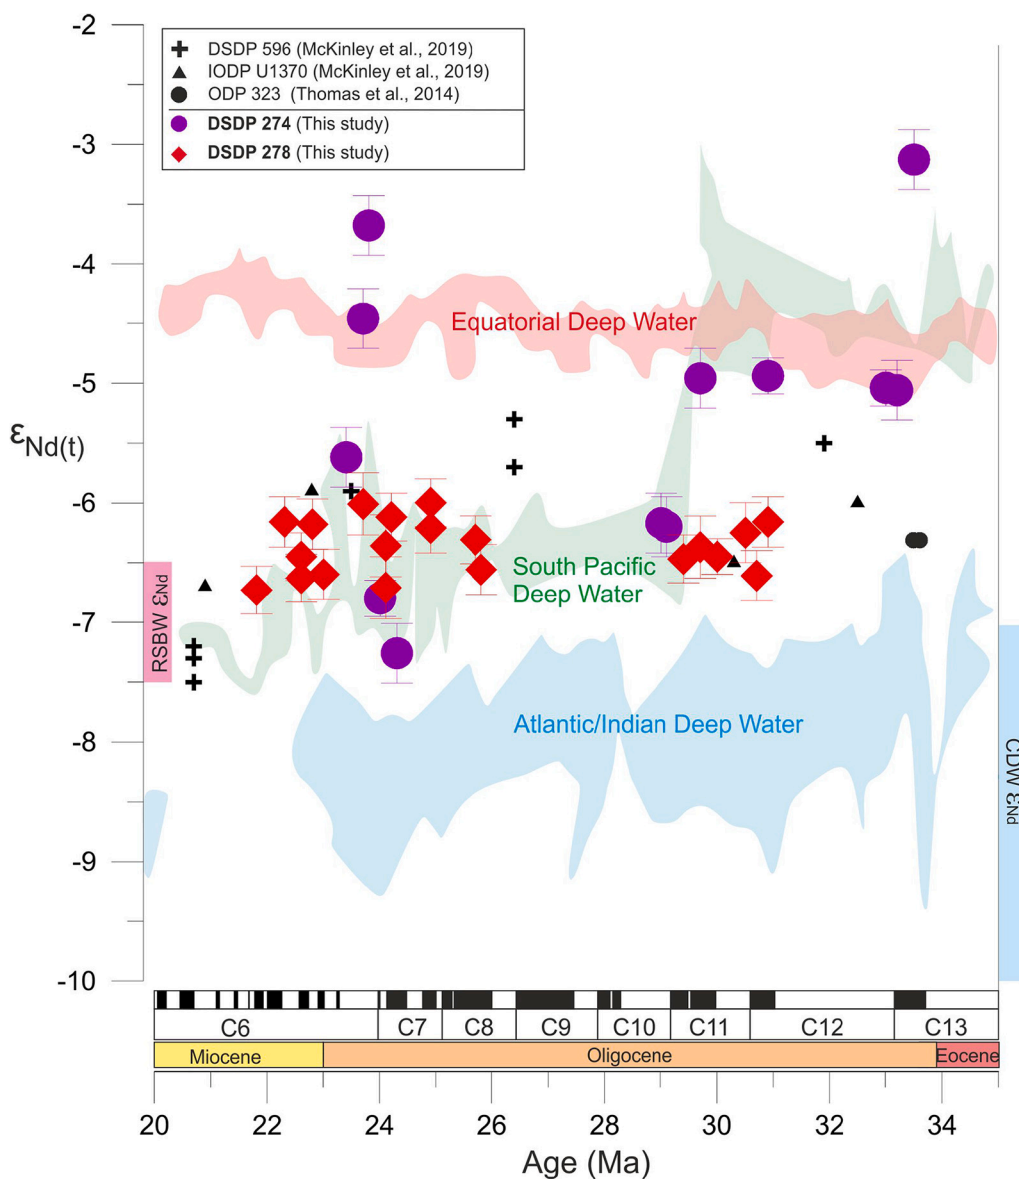 -2
-3
-4
-5
-6
-7
-8
-9
-10
εNd(t)
DSDP 596 (McKinley et al., 2019)
IODP U1370 (McKinley et al., 2019)
ODP 323 (Thomas et al., 2014)
DSDP 274 (This study)
DSDP 278 (This study)
Equatorial Deep Water
South Pacific
Deep Water
Atlantic/Indian Deep Water
RSBW εNd
CDW εNd
C6
C7
C8
C9
C10
C11
C12
C13
Miocene
Oligocene
Eocene
20
22
24
26
28
30
32
34
Age (Ma)